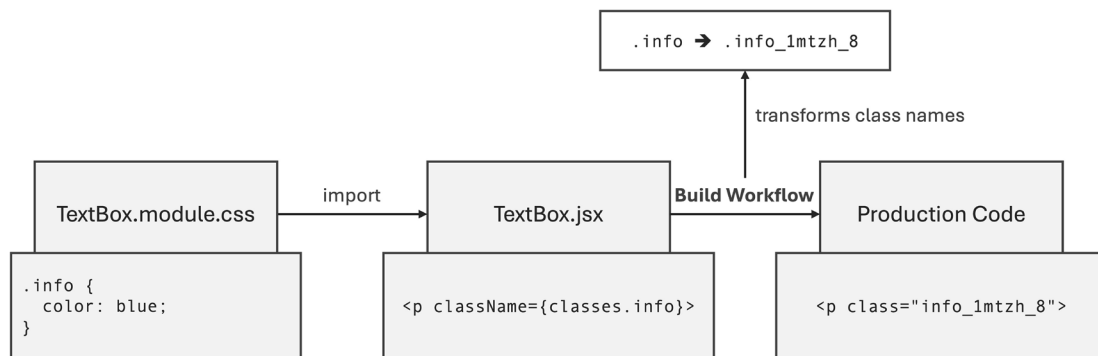 .info ➔ .info_1mtzh_8
transforms class names
TextBox.module.css
import
TextBox.jsx
Build Workflow
Production Code
.info {
  color: blue;
}
<p className={classes.info}>
<p class="info_1mtzh_8">